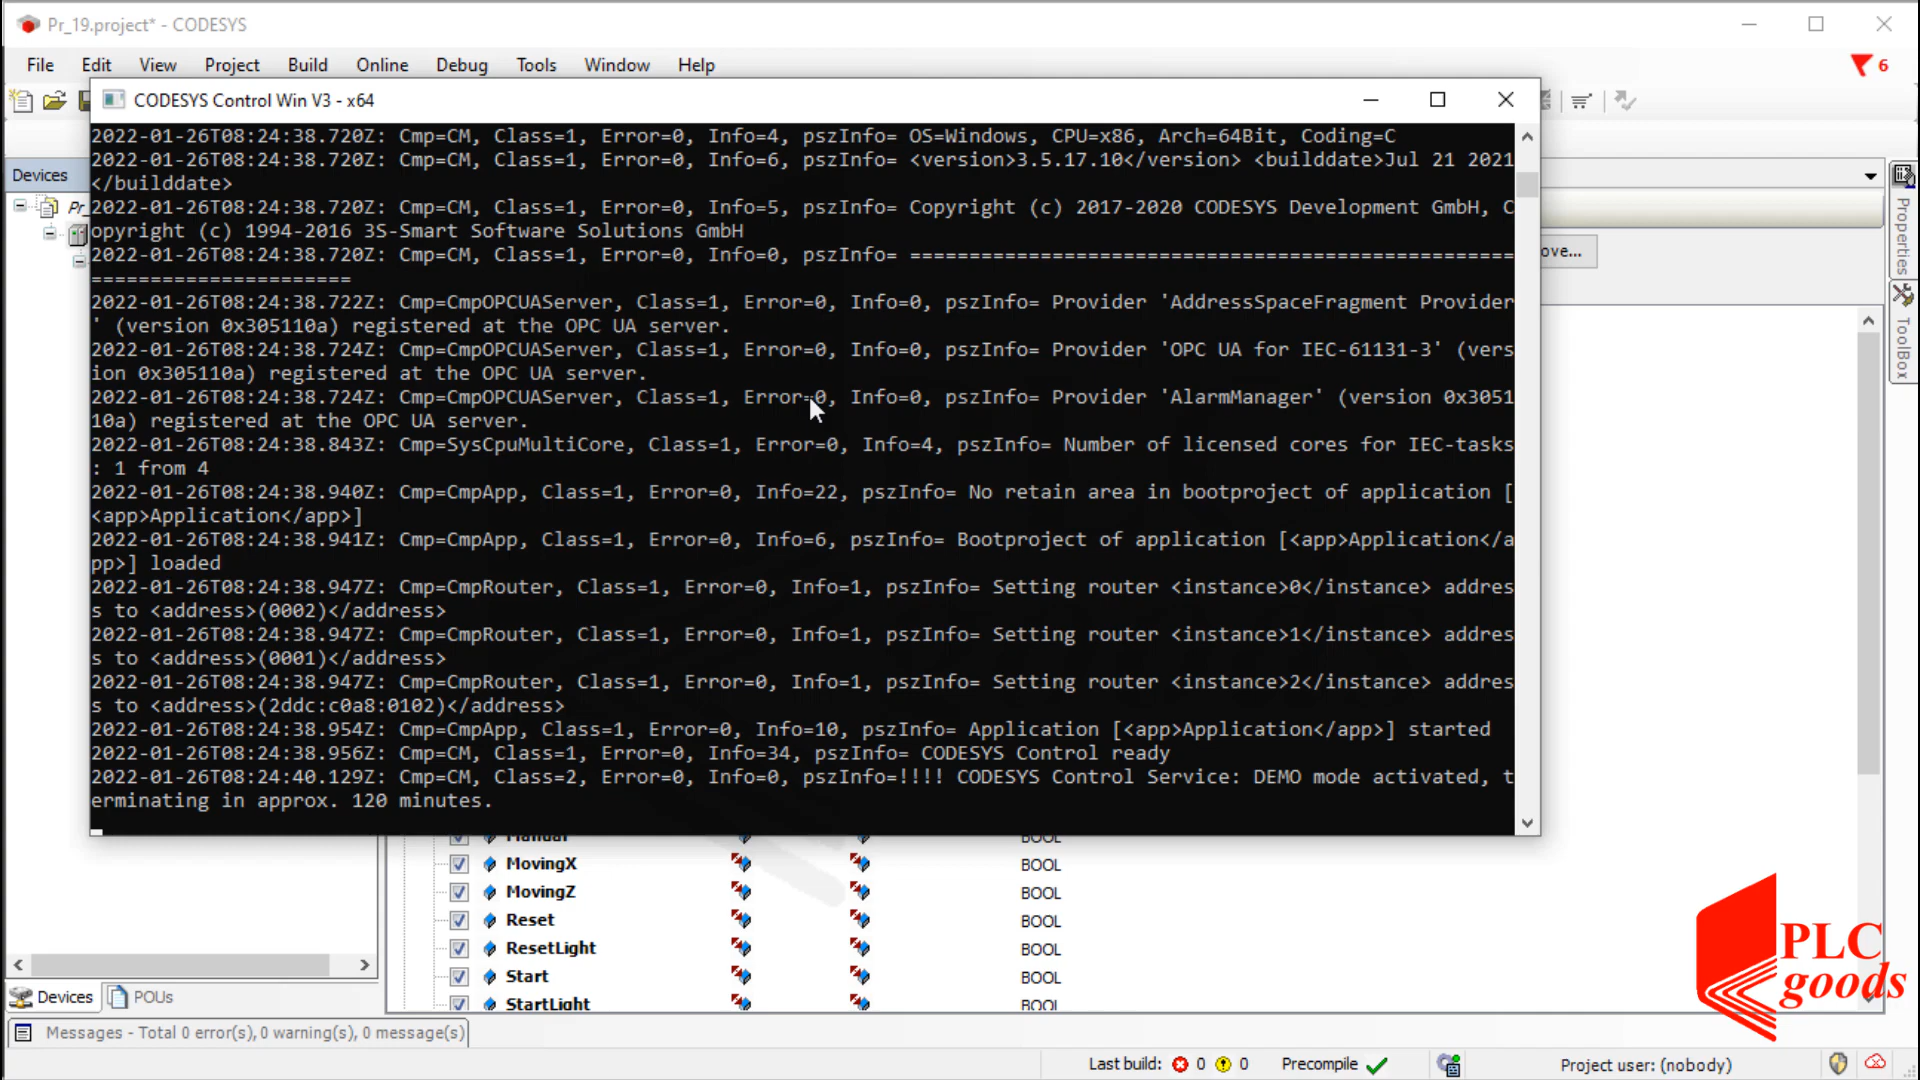 Pr_19.project* - CODESYS
File Edit View Project Build Online Debug Tools Window Help
6
CODESYS Control Win V3 - x64
2022-01-26T08:24:38.720Z: Cmp=CM, Class=1, Error=0, Info=4, pszInfo= OS=Windows, CPU=x86, Arch=64Bit, Coding=C
2022-01-26T08:24:38.720Z: Cmp=CM, Class=1, Error=0, Info=6, pszInfo= <version>3.5.17.10</version> <builddate>Jul 21 2021
</builddate>
2022-01-26T08:24:38.720Z: Cmp=CM, Class=1, Error=0, Info=5, pszInfo= Copyright (c) 2017-2020 CODESYS Development GmbH, C
opyright (c) 1994-2016 3S-Smart Software Solutions GmbH
2022-01-26T08:24:38.720Z: Cmp=CM, Class=1, Error=0, Info=0, pszInfo= ===================================================
======================
2022-01-26T08:24:38.722Z: Cmp=CmpOPCUAServer, Class=1, Error=0, Info=0, pszInfo= Provider 'AddressSpaceFragment Provider
' (version 0x305110a) registered at the OPC UA server.
2022-01-26T08:24:38.724Z: Cmp=CmpOPCUAServer, Class=1, Error=0, Info=0, pszInfo= Provider 'OPC UA for IEC-61131-3' (vers
ion 0x305110a) registered at the OPC UA server.
2022-01-26T08:24:38.724Z: Cmp=CmpOPCUAServer, Class=1, Error=0, Info=0, pszInfo= Provider 'AlarmManager' (version 0x3051
10a) registered at the OPC UA server.
2022-01-26T08:24:38.843Z: Cmp=SysCpuMultiCore, Class=1, Error=0, Info=4, pszInfo= Number of licensed cores for IEC-tasks
: 1 from 4
2022-01-26T08:24:38.940Z: Cmp=CmpApp, Class=1, Error=0, Info=22, pszInfo= No retain area in bootproject of application [
<app>Application</app>]
2022-01-26T08:24:38.941Z: Cmp=CmpApp, Class=1, Error=0, Info=6, pszInfo= Bootproject of application [<app>Application</a
pp>] loaded
2022-01-26T08:24:38.947Z: Cmp=CmpRouter, Class=1, Error=0, Info=1, pszInfo= Setting router <instance>0</instance> addres
s to <address>(0002)</address>
2022-01-26T08:24:38.947Z: Cmp=CmpRouter, Class=1, Error=0, Info=1, pszInfo= Setting router <instance>1</instance> addres
s to <address>(0001)</address>
2022-01-26T08:24:38.947Z: Cmp=CmpRouter, Class=1, Error=0, Info=1, pszInfo= Setting router <instance>2</instance> addres
s to <address>(2ddc:c0a8:0102)</address>
2022-01-26T08:24:38.954Z: Cmp=CmpApp, Class=1, Error=0, Info=10, pszInfo= Application [<app>Application</app>] started
2022-01-26T08:24:38.956Z: Cmp=CM, Class=1, Error=0, Info=34, pszInfo= CODESYS Control ready
2022-01-26T08:24:40.129Z: Cmp=CM, Class=2, Error=0, Info=0, pszInfo=!!!! CODESYS Control Service: DEMO mode activated, t
erminating in approx. 120 minutes.
Devices
Pr_
ove...
Properties
ToolBox
Manual BOOL
MovingX BOOL
MovingZ BOOL
Reset BOOL
ResetLight BOOL
Start BOOL
StartLight BOOL
PLC
goods
Devices POUs
Messages - Total 0 error(s), 0 warning(s), 0 message(s)
Last build: 0 0 Precompile Project user: (nobody)